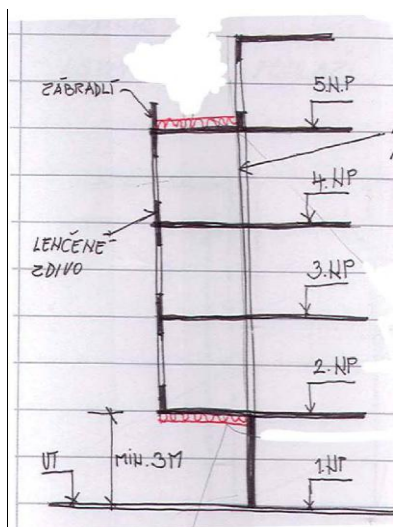 ZÁBRADLÍ
5.N.P
4.NP
LEHČENÉ
ZDIVO
3.NP
2.NP
UT
MIN. 3M
1.NP